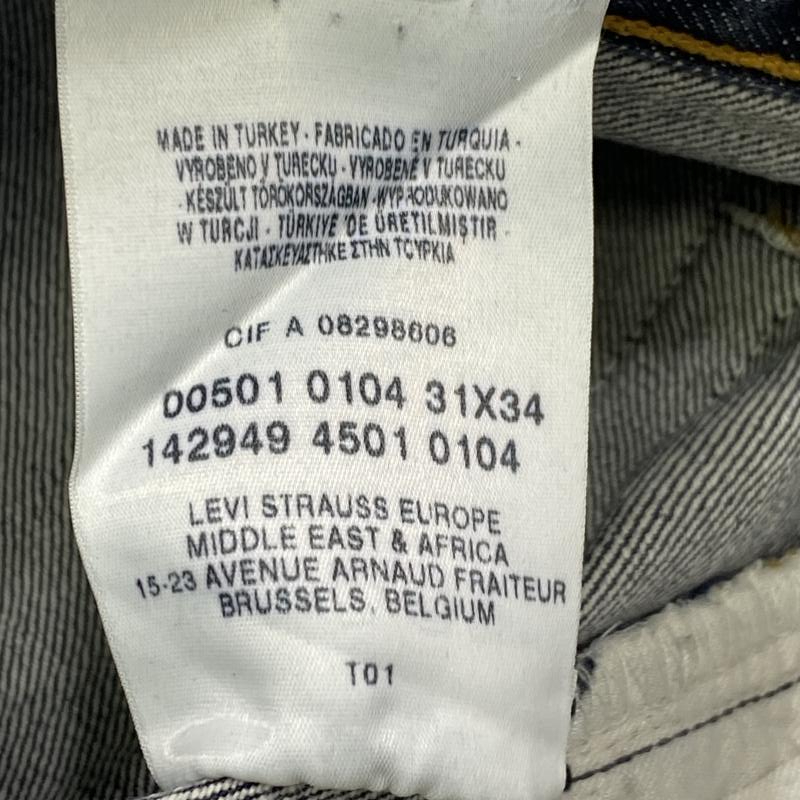 MADE IN TURKEY · FABRICADO EN TURQUIA ·
VYROBENO V TURECKU · VYROBENÉ V TURECKU
· KÉSZÜLT TÖRÖKORSZÁGBAN · WYPRODUKOWANO
W TURCJI · TÜRKIYE'DE ÜRETILMIŞTIR ·
ΚΑΤΑΣΚΕΥΑΣΤΗΚΕ ΣΤΗΝ ΤΟΥΡΚΙΑ
CIF A 08298606
00501 0104 31X34
142949 4501 0104
LEVI STRAUSS EUROPE
MIDDLE EAST & AFRICA
15-23 AVENUE ARNAUD FRAITEUR
BRUSSELS, BELGIUM
T01